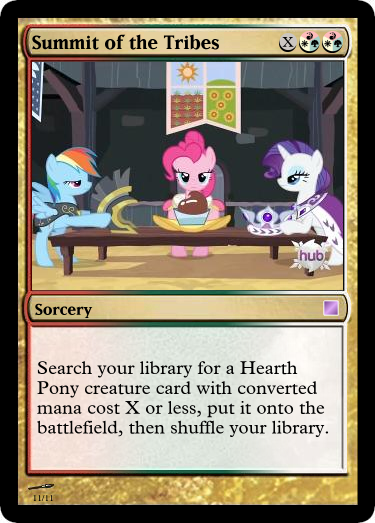 Summit of the Tribes X
hub
Sorcery
Search your library for a Hearth
Pony creature card with converted
mana cost X or less, put it onto the
battlefield, then shuffle your library.
11/11